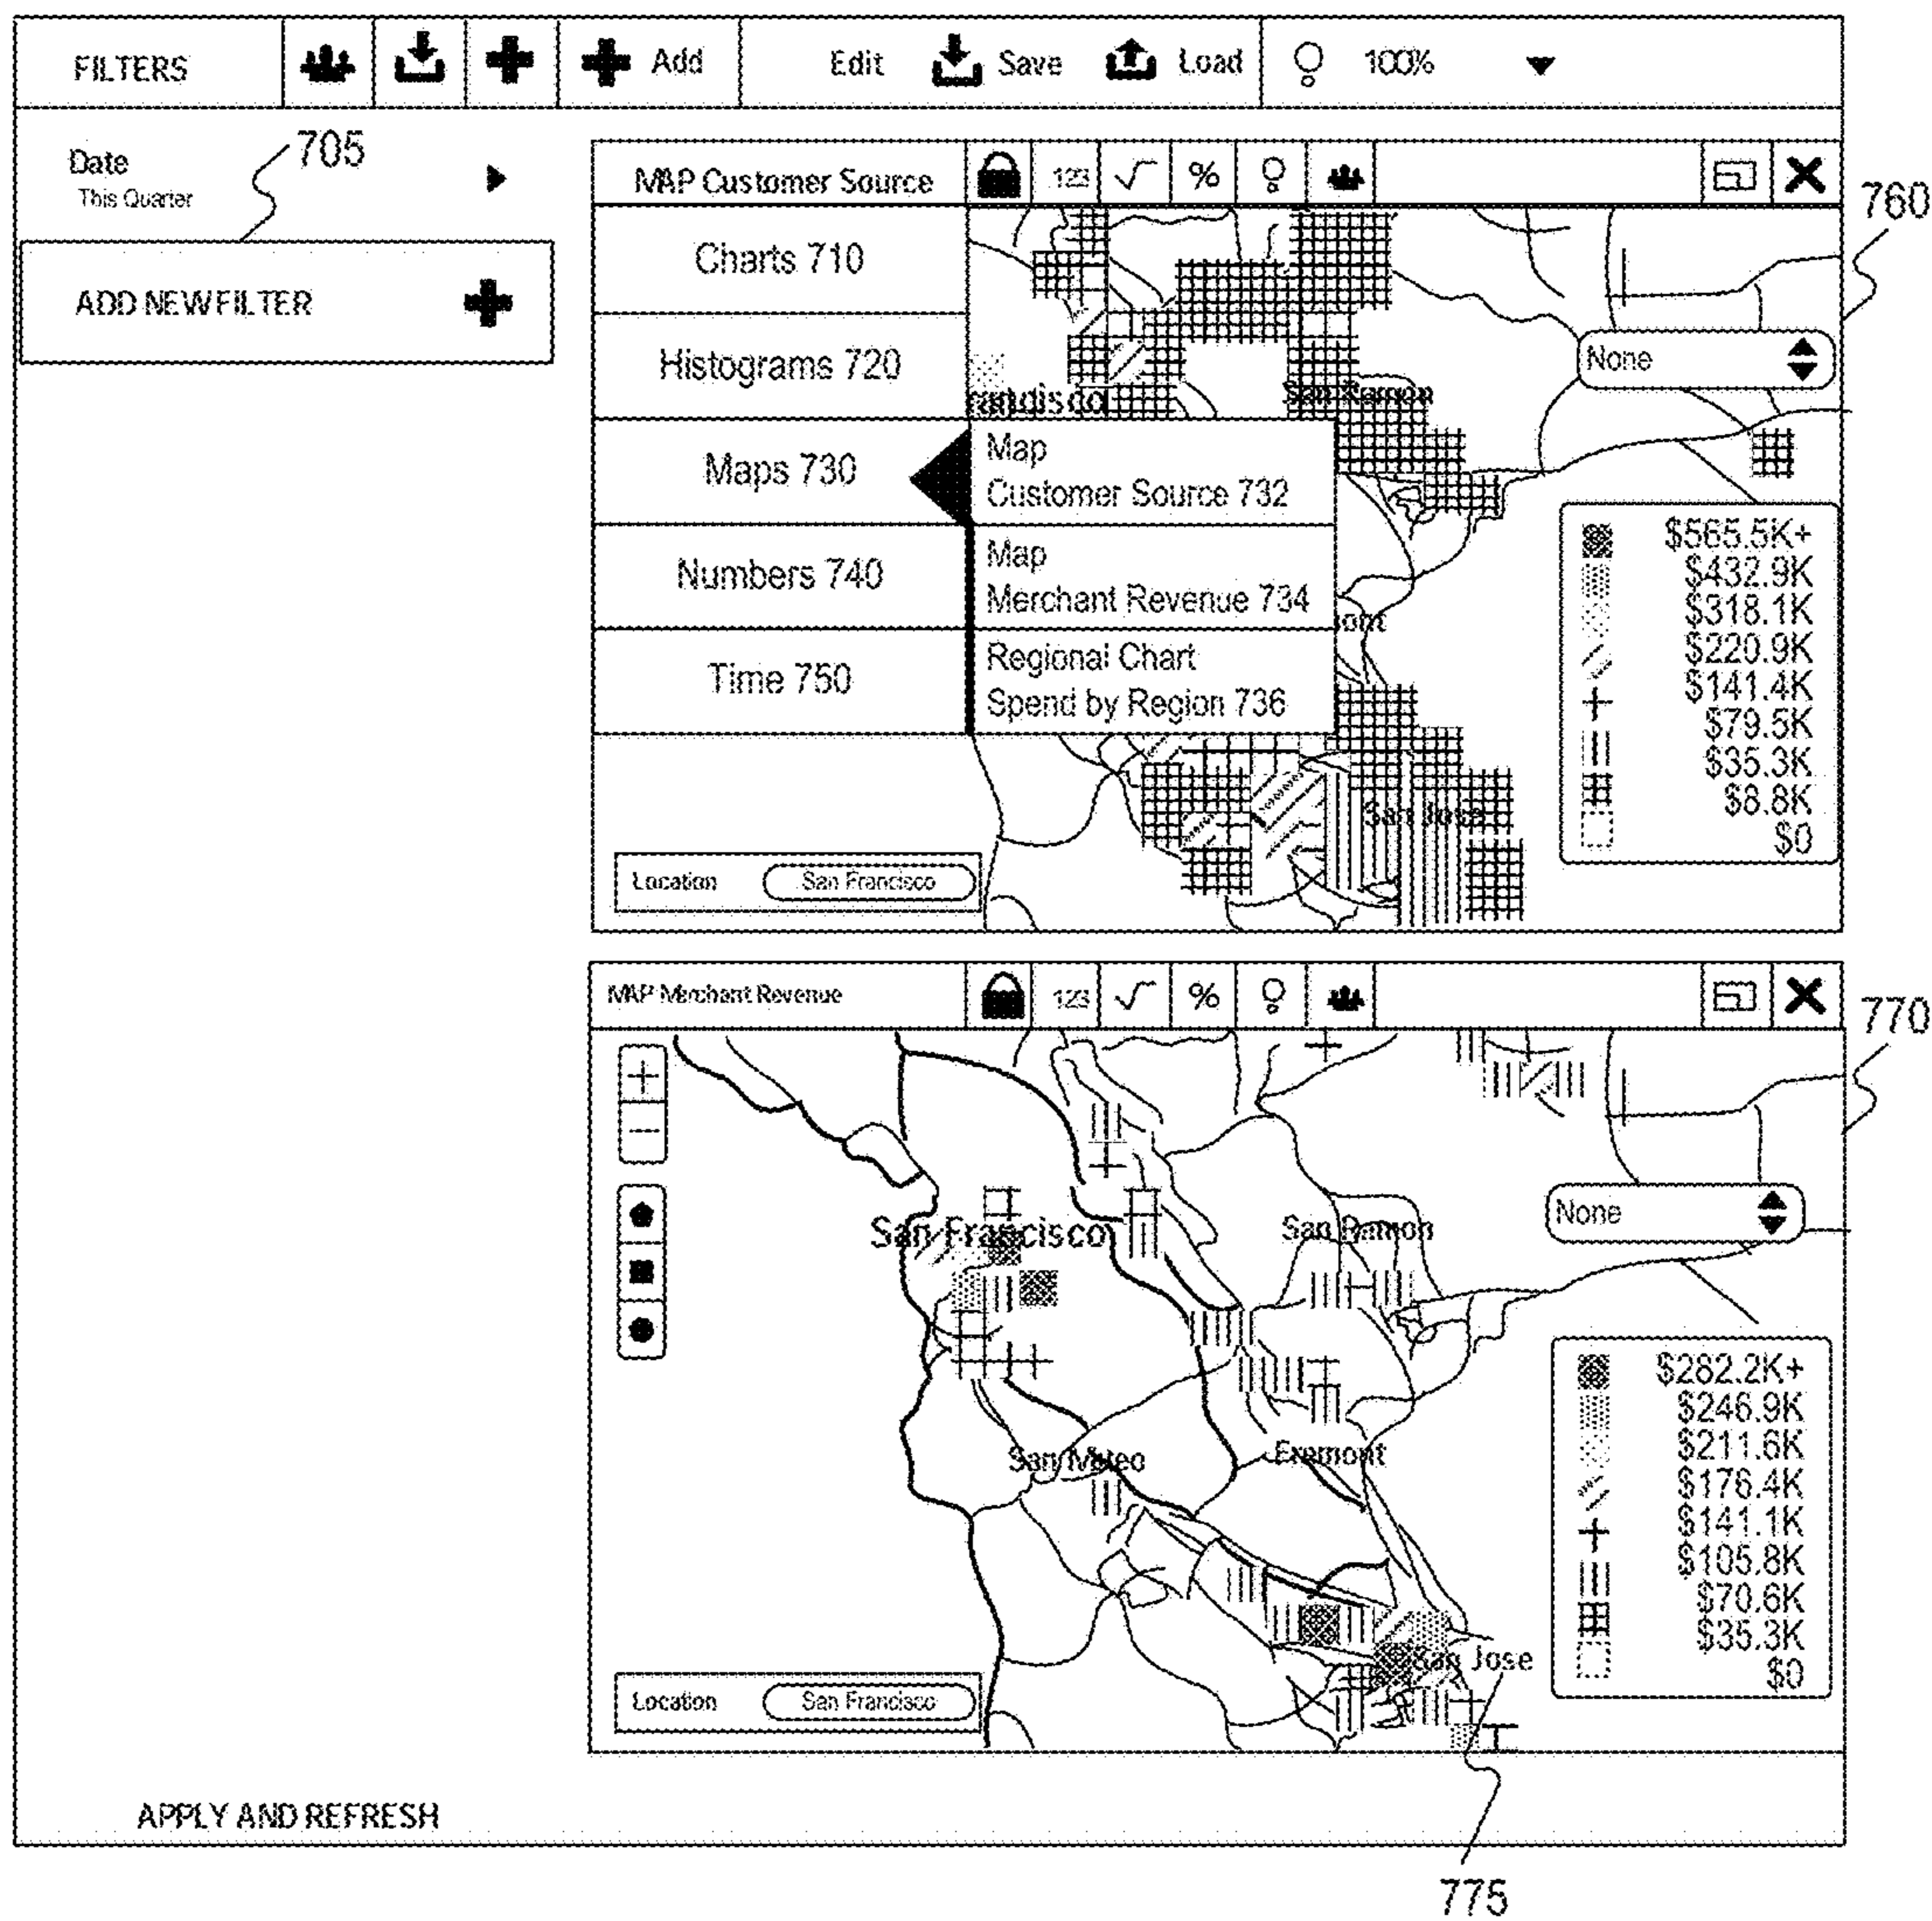 FILTERS
Add
Edit
Save
Load
100%
Date
This Quarter
705
ADD NEW FILTER
MAP Customer Source
123
%
760
Charts 710
Histograms 720
Maps 730
Numbers 740
Time 750
Map
Customer Source 732
Map
Merchant Revenue 734
Regional Chart
Spend by Region 736
randisco
San Ramon
None
ont
San Jose
$565.5K+
$432.9K
$318.1K
$220.9K
$141.4K
$79.5K
$35.3K
$8.8K
$0
Location
San Francisco
MAP Merchant Revenue
123
%
770
San Francisco
San Ramon
None
San Mateo
Fremont
San Jose
$282.2K+
$246.9K
$211.6K
$176.4K
$141.1K
$105.8K
$70.6K
$35.3K
$0
Location
San Francisco
APPLY AND REFRESH
775